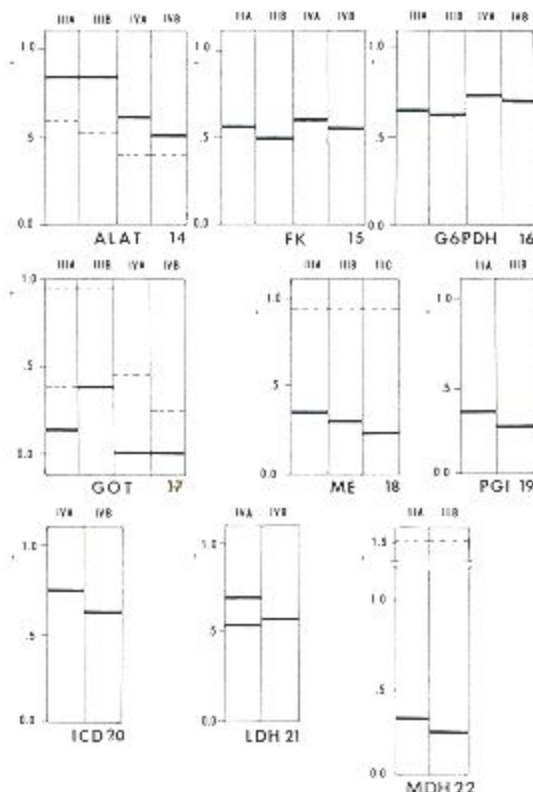 IIIA IIIB IVA IVB
1.0
.5
0.0
ALAT 14
IIIA IIIB IVA IVB
1.0
.5
0.0
FK 15
IIIA IIIB IVA IVB
1.0
.5
0.0
G6PDH 16
IIIA IIIB IVA IVB
1.0
.5
0.0
GOT 17
IIIA IIIB IIIC
1.0
.5
0.0
ME 18
IIIA IIIB
1.0
.5
0.0
PGI 19
IVA IVB
1.0
.5
0.0
ICD 20
IVA IVB
1.0
.5
0.0
LDH 21
IIIA IIIB
1.5
1.0
.5
0.0
MDH 22